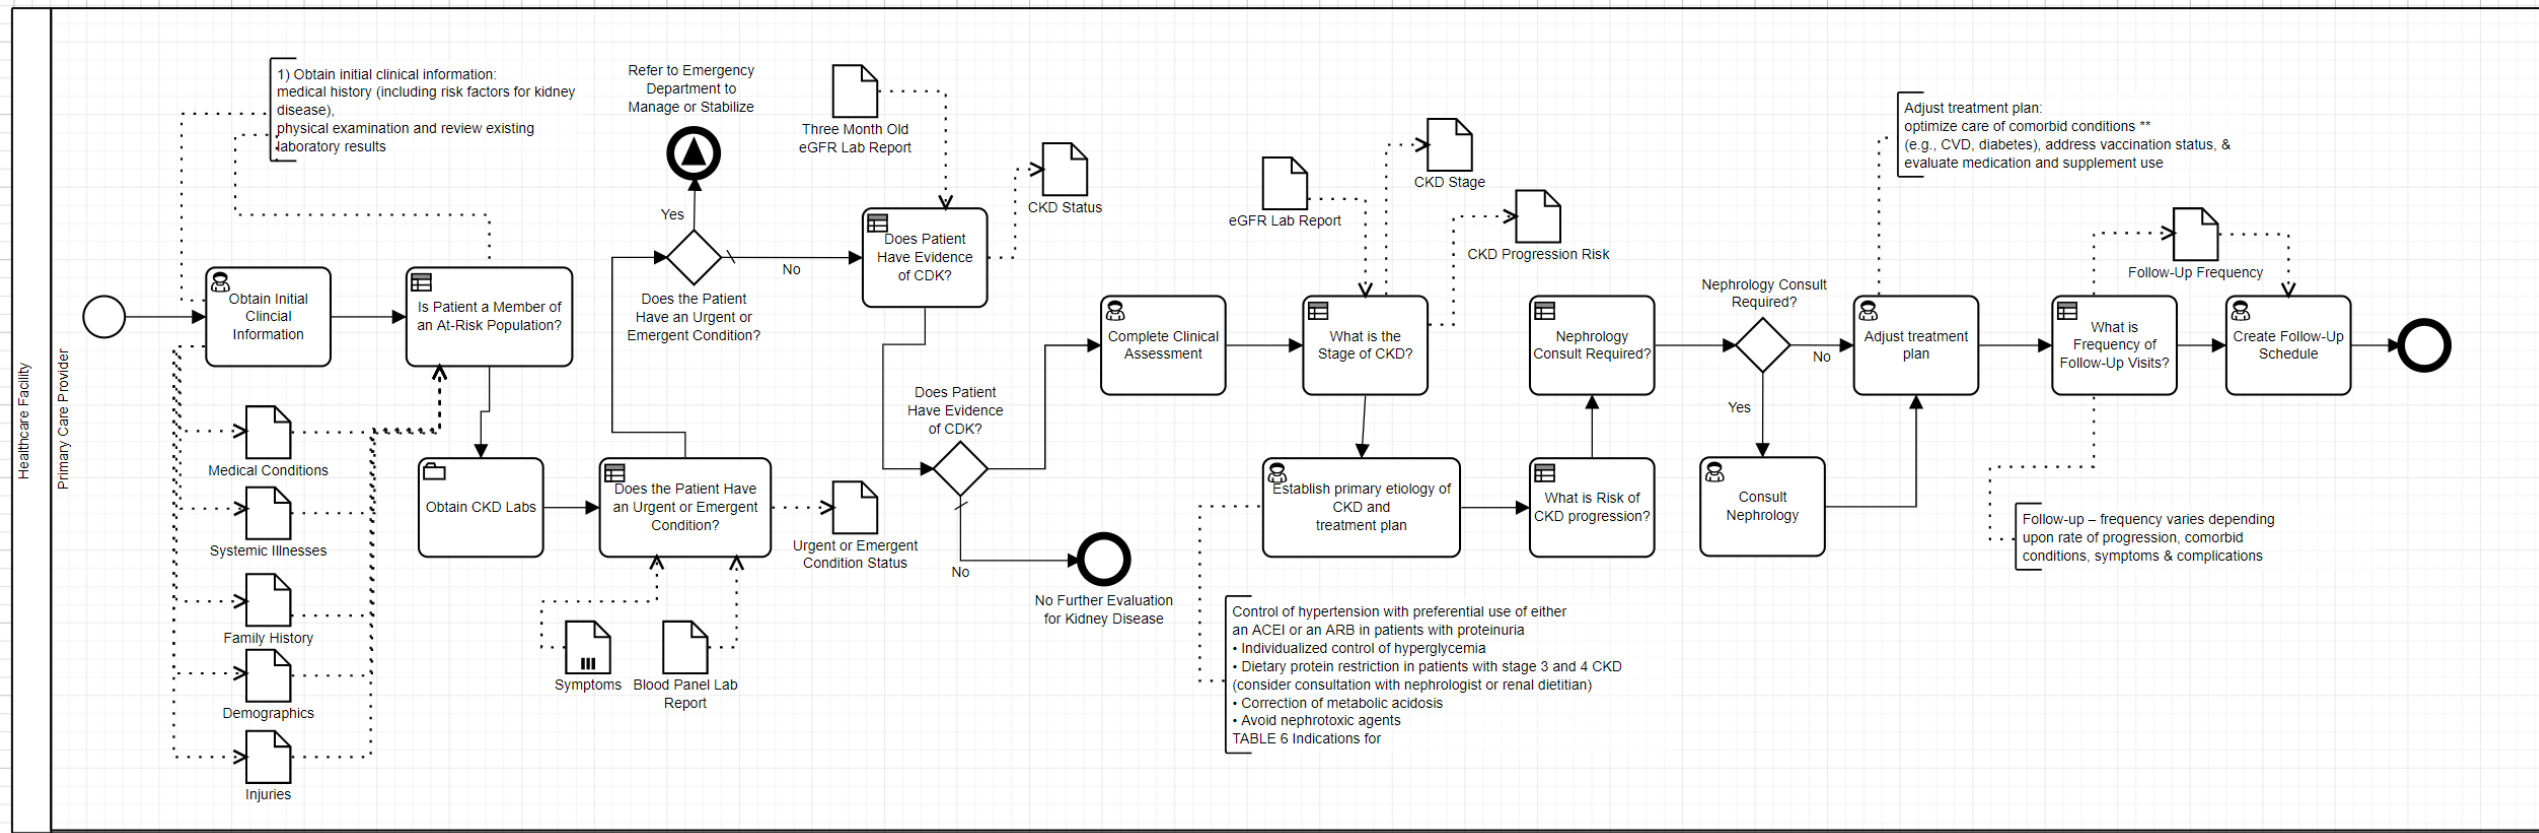 Healthcare Facility
Primary Care Provider
1) Obtain initial clinical information:
medical history (including risk factors for kidney
disease),
physical examination and review existing
laboratory results
Obtain Initial
Clincial
Information
Is Patient a Member of
an At-Risk Population?
Medical Conditions
Systemic Illnesses
Family History
Demographics
Injuries
Obtain CKD Labs
Does the Patient Have
an Urgent or Emergent
Condition?
Symptoms
Blood Panel Lab
Report
Urgent or Emergent
Condition Status
Refer to Emergency
Department to
Manage or Stabilize
Yes
No
Does the Patient
Have an Urgent or
Emergent Condition?
Three Month Old
eGFR Lab Report
Does Patient
Have Evidence
of CDK?
CKD Status
Does Patient
Have Evidence
of CDK?
No
No Further Evaluation
for Kidney Disease
Complete Clinical
Assessment
eGFR Lab Report
What is the
Stage of CKD?
CKD Stage
CKD Progression Risk
Establish primary etiology of
CKD and
treatment plan
Control of hypertension with preferential use of either
an ACEI or an ARB in patients with proteinuria
• Individualized control of hyperglycemia
• Dietary protein restriction in patients with stage 3 and 4 CKD
(consider consultation with nephrologist or renal dietitian)
• Correction of metabolic acidosis
• Avoid nephrotoxic agents
TABLE 6 Indications for
What is Risk of
CKD progression?
Nephrology
Consult Required?
Nephrology Consult
Required?
No
Yes
Consult
Nephrology
Adjust treatment
plan
Adjust treatment plan:
optimize care of comorbid conditions **
(e.g., CVD, diabetes), address vaccination status, &
evaluate medication and supplement use
What is
Frequency of
Follow-Up Visits?
Follow-Up Frequency
Follow-up – frequency varies depending
upon rate of progression, comorbid
conditions, symptoms & complications
Create Follow-Up
Schedule